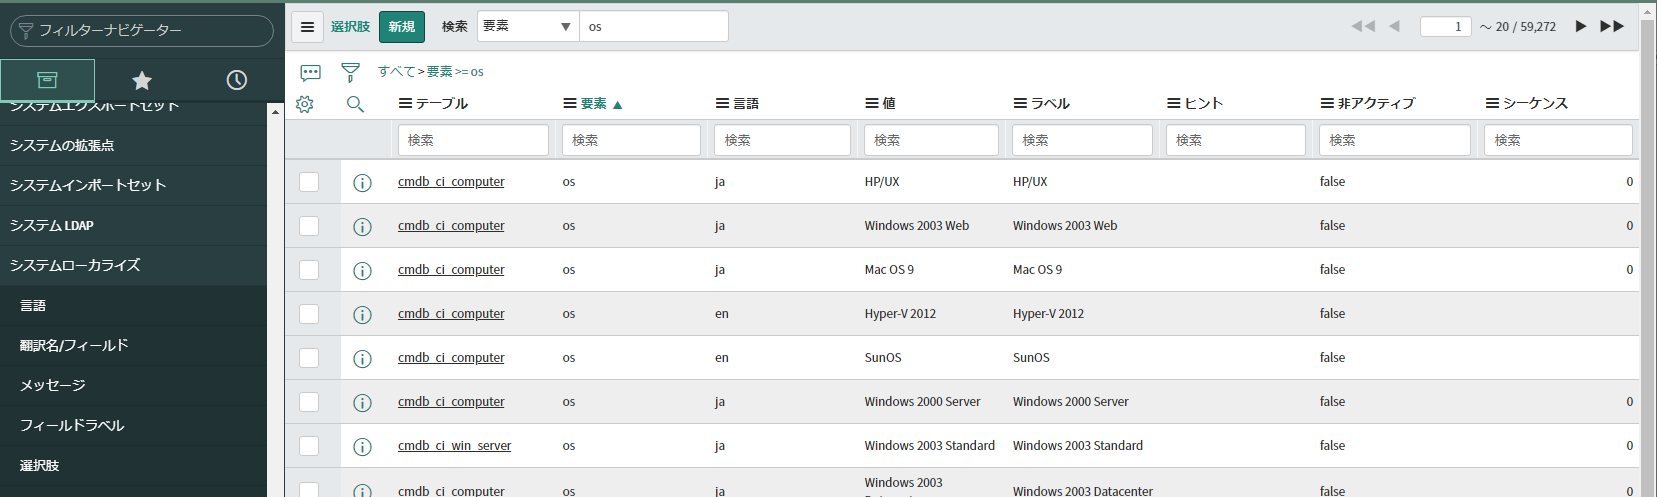 フィルターナビゲーター
システムエクスポートセット
システムの拡張点
システムインポートセット
システム LDAP
システムローカライズ
言語
翻訳名/フィールド
メッセージ
フィールドラベル
選択肢
選択肢 新規 検索 要素 os 1 ～ 20 / 59,272
すべて > 要素 >= os
テーブル 要素 ▲ 言語 値 ラベル ヒント 非アクティブ シーケンス
検索 検索 検索 検索 検索 検索 検索 検索
cmdb_ci_computer os ja HP/UX HP/UX false 0
cmdb_ci_computer os ja Windows 2003 Web Windows 2003 Web false 0
cmdb_ci_computer os ja Mac OS 9 Mac OS 9 false 0
cmdb_ci_computer os en Hyper-V 2012 Hyper-V 2012 false
cmdb_ci_computer os en SunOS SunOS false
cmdb_ci_computer os ja Windows 2000 Server Windows 2000 Server false 0
cmdb_ci_win_server os ja Windows 2003 Standard Windows 2003 Standard false 0
cmdb_ci_computer os ja Windows 2003 Windows 2003 Datacenter false 0